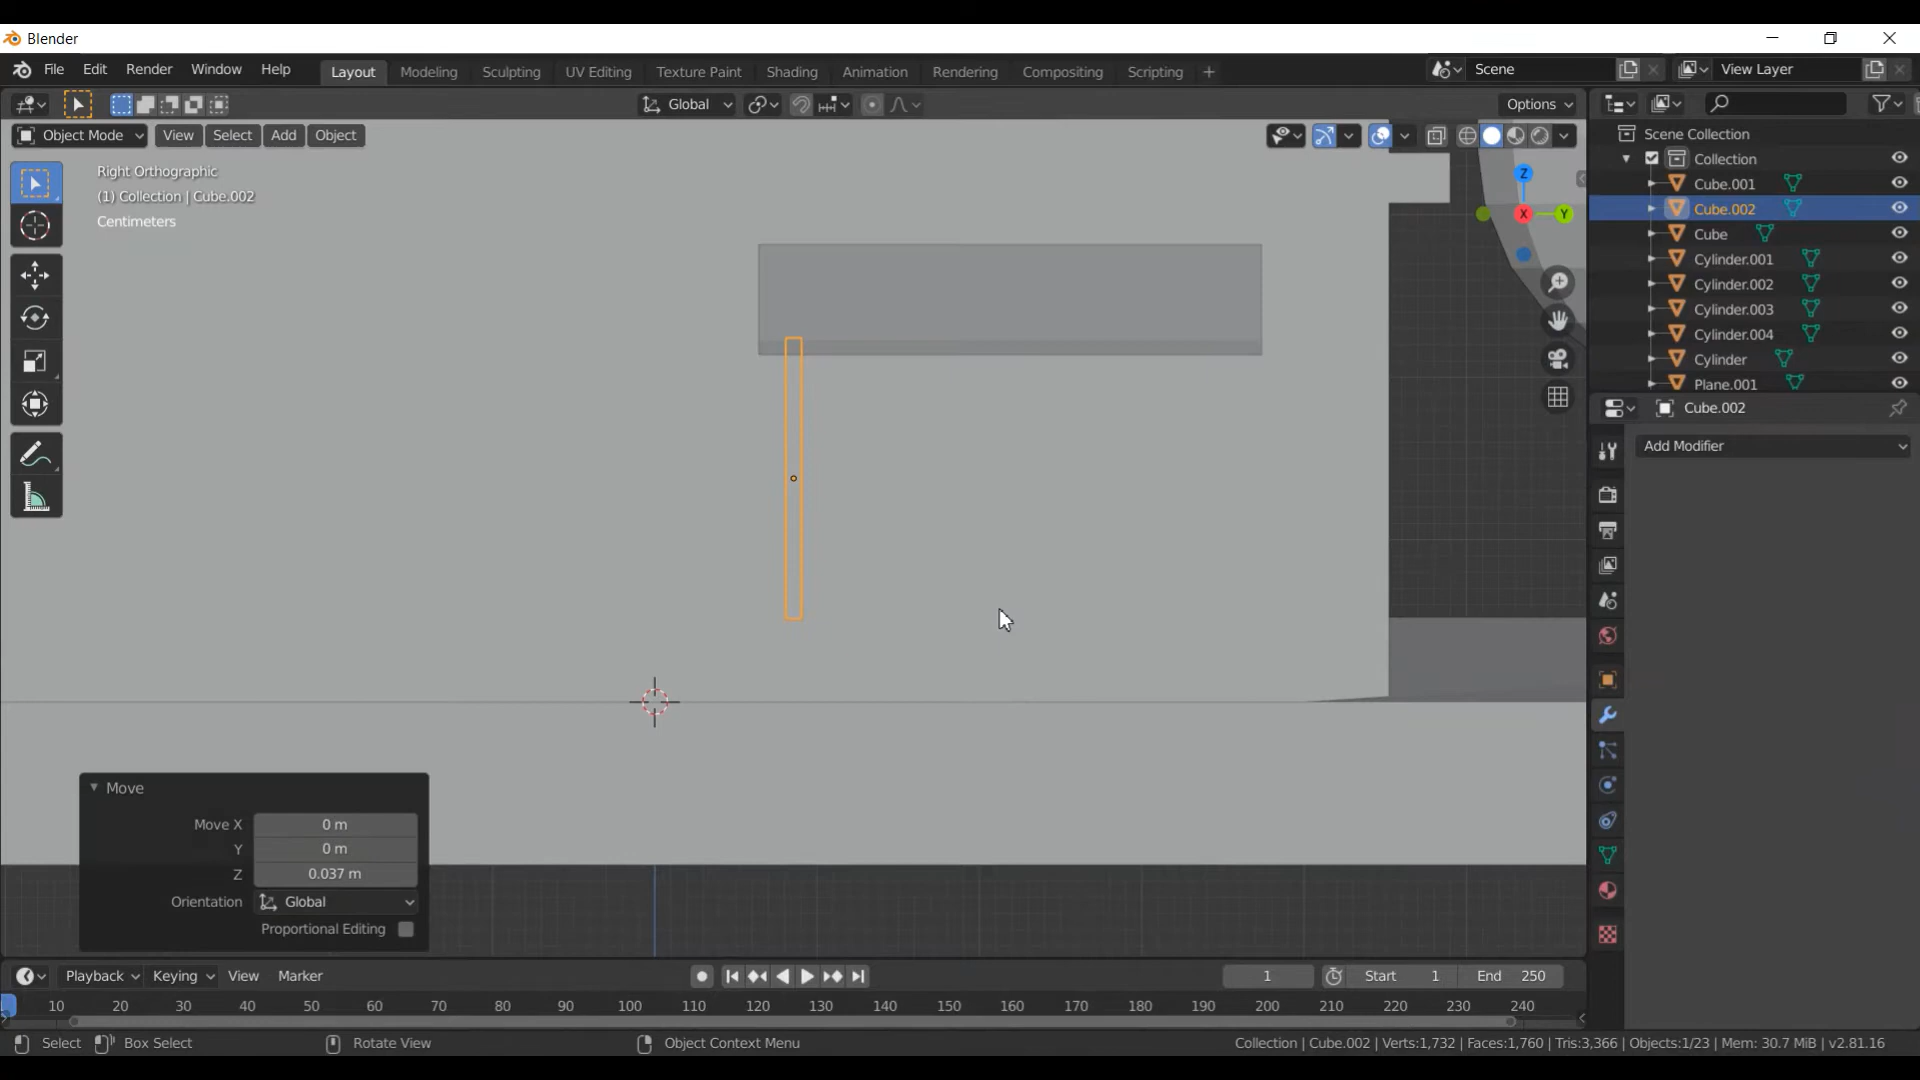 Blender
File Edit Render Window Help
Layout Modeling Sculpting UV Editing Texture Paint Shading Animation Rendering Compositing Scripting +
Scene
View Layer
Global
Options
Object Mode View Select Add Object
Right Orthographic
(1) Collection | Cube.002
Centimeters
Z
X
Y
Scene Collection
Collection
Cube.001
Cube.002
Cube
Cylinder.001
Cylinder.002
Cylinder.003
Cylinder.004
Cylinder
Plane.001
Cube.002
Add Modifier
Move
Move X 0 m
Y 0 m
Z 0.037 m
Orientation Global
Proportional Editing
Playback Keying View Marker
1
Start 1
End 250
10 20 30 40 50 60 70 80 90 100 110 120 130 140 150 160 170 180 190 200 210 220 230 240
Select Box Select Rotate View Object Context Menu
Collection | Cube.002 | Verts:1,732 | Faces:1,760 | Tris:3,366 | Objects:1/23 | Mem: 30.7 MiB | v2.81.16